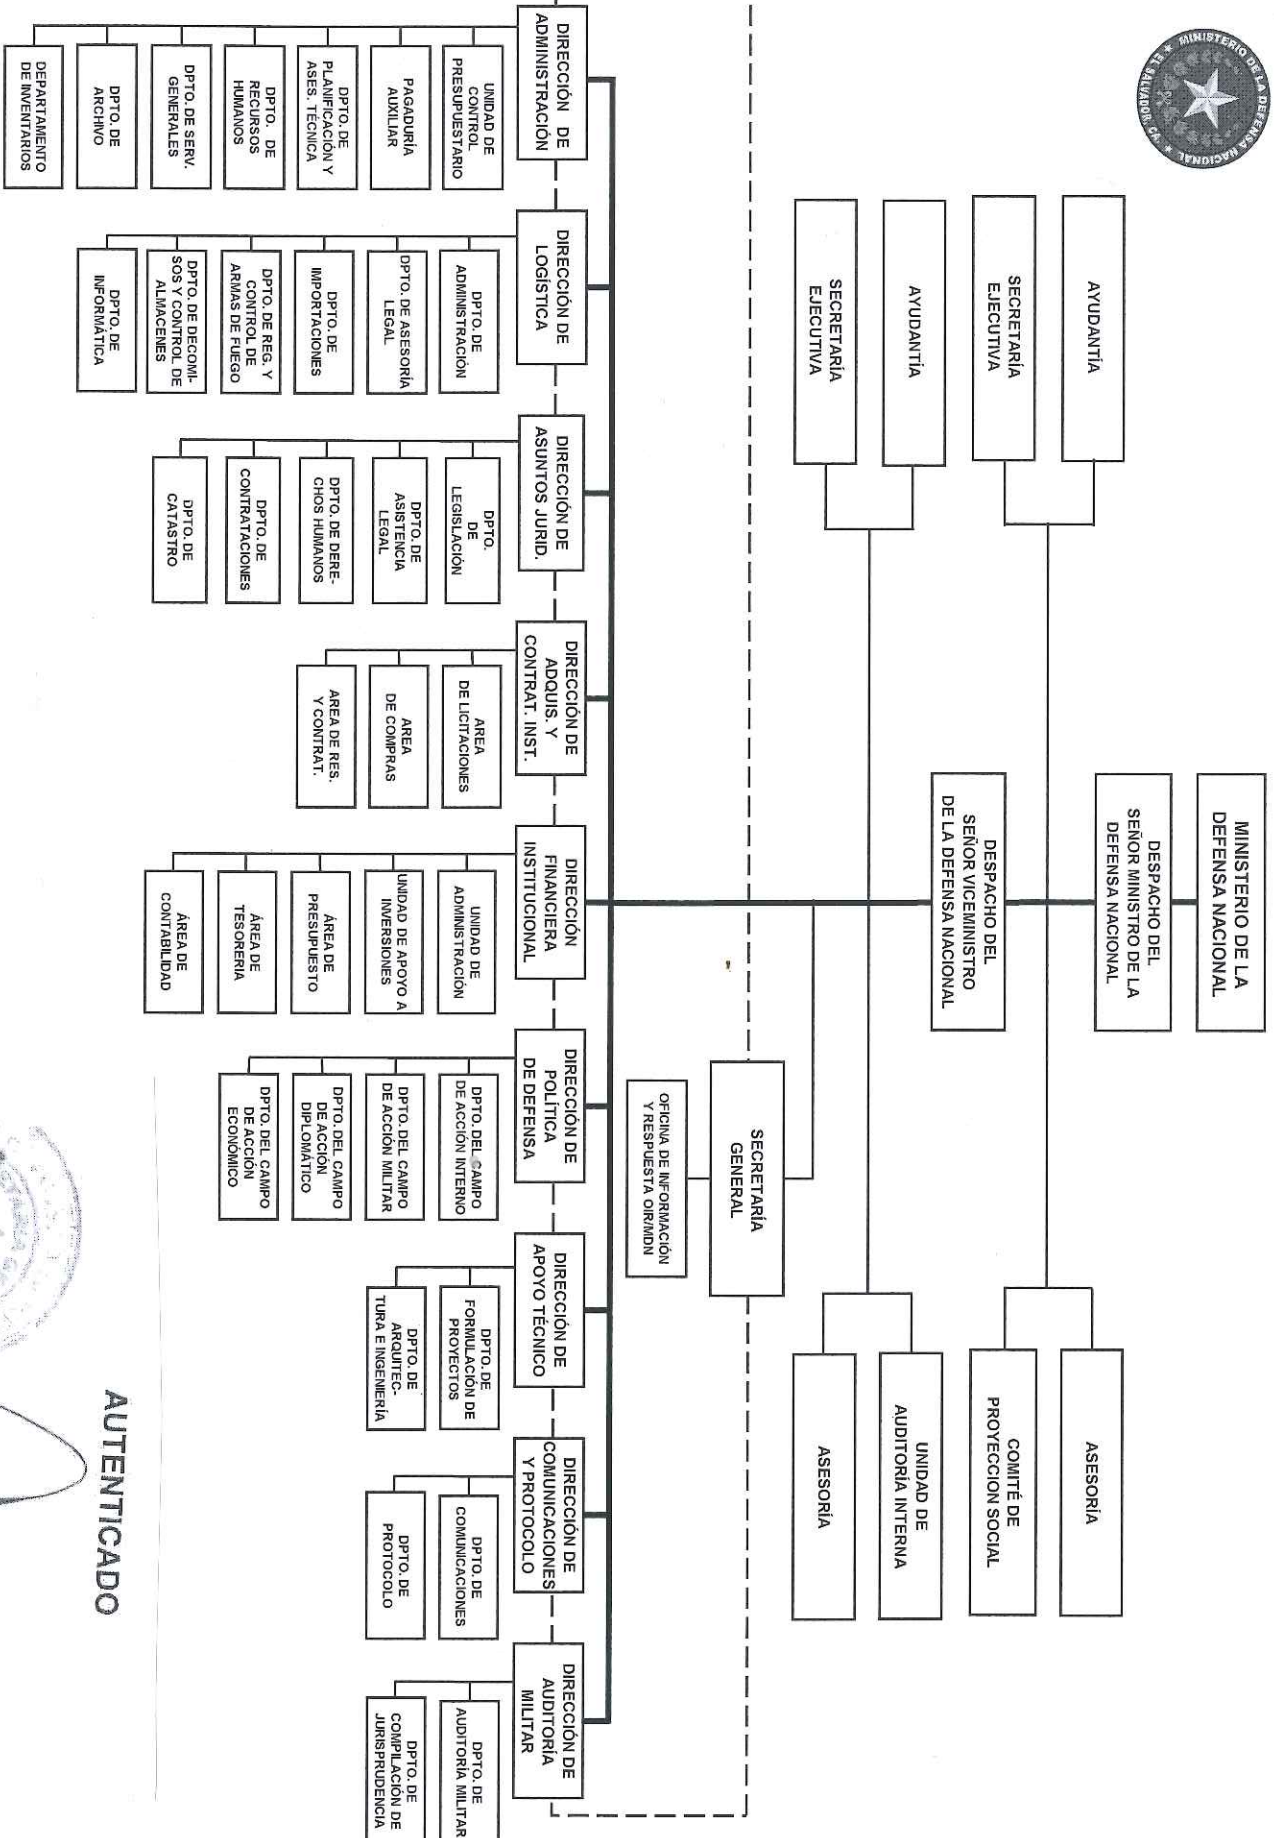 MINISTERIO DE LA DEFENSA NACIONAL
EL SALVADOR, C.A.
MINISTERIO DE LA
DEFENSA NACIONAL
DESPACHO DEL
SEÑOR MINISTRO DE LA
DEFENSA NACIONAL
AYUDANTÍA
SECRETARÍA
EJECUTIVA
ASESORÍA
COMITÉ DE
PROYECCION SOCIAL
DESPACHO DEL
SEÑOR VICEMINISTRO
DE LA DEFENSA NACIONAL
AYUDANTÍA
SECRETARÍA
EJECUTIVA
UNIDAD DE
AUDITORÍA INTERNA
ASESORÍA
SECRETARÍA
GENERAL
OFICINA DE INFORMACIÓN
Y RESPUESTA OIR/MDN
DIRECCIÓN DE
ADMINISTRACIÓN
UNIDAD DE
CONTROL
PRESUPUESTARIO
PAGADURÍA
AUXILIAR
DPTO. DE
PLANIFICACIÓN Y
ASES. TÉCNICA
DPTO. DE
RECURSOS
HUMANOS
DPTO. DE SERV.
GENERALES
DPTO. DE
ARCHIVO
DEPARTAMENTO
DE INVENTARIOS
DIRECCIÓN DE
LOGÍSTICA
DPTO. DE
ADMINISTRACIÓN
DPTO. DE ASESORÍA
LEGAL
DPTO. DE
IMPORTACIONES
DPTO. DE REG. Y
CONTROL DE
ARMAS DE FUEGO
DPTO. DE DECOMI-
SOS Y CONTROL DE
ALMACENES
DPTO. DE
INFORMÁTICA
DIRECCIÓN DE
ASUNTOS JURID.
DPTO.
DE
LEGISLACIÓN
DPTO. DE
ASISTENCIA
LEGAL
DPTO. DE DERE-
CHOS HUMANOS
DPTO. DE
CONTRATACIONES
DPTO. DE
CATASTRO
DIRECCIÓN DE
ADQUIS. Y
CONTRAT. INST.
AREA
DE LICITACIONES
AREA
DE COMPRAS
AREA DE RES.
Y CONTRAT.
DIRECCIÓN
FINANCIERA
INSTITUCIONAL
UNIDAD DE
ADMINISTRACIÓN
UNIDAD DE APOYO A
INVERSIONES
ÁREA DE
PRESUPUESTO
ÁREA DE
TESORERIA
ÁREA DE
CONTABILIDAD
DIRECCIÓN DE
POLÍTICA
DE DEFENSA
DPTO. DEL CAMPO
DE ACCIÓN INTERNO
DPTO. DEL CAMPO
DE ACCIÓN MILITAR
DPTO. DEL CAMPO
DE ACCIÓN
DIPLOMÁTICO
DPTO. DEL CAMPO
DE ACCIÓN
ECONÓMICO
DIRECCIÓN DE
APOYO TÉCNICO
DPTO. DE
FORMULACIÓN DE
PROYECTOS
DPTO. DE
ARQUITEC-
TURA E INGENIERÍA
DIRECCIÓN DE
COMUNICACIONES
Y PROTOCOLO
DPTO. DE
COMUNICACIONES
DPTO. DE
PROTOCOLO
DIRECCIÓN DE
AUDITORÍA
MILITAR
DPTO. DE
AUDITORÍA MILITAR
DPTO. DE
COMPILACIÓN DE
JURISPRUDENCIA
AUTENTICADO